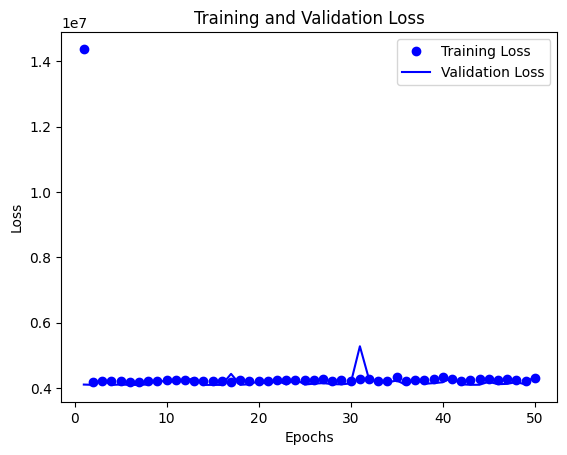 Training and Validation Loss
1e7
Training Loss
Validation Loss
1.4
1.2
1.0
0.8
0.6
0.4
Loss
0 10 20 30 40 50
Epochs